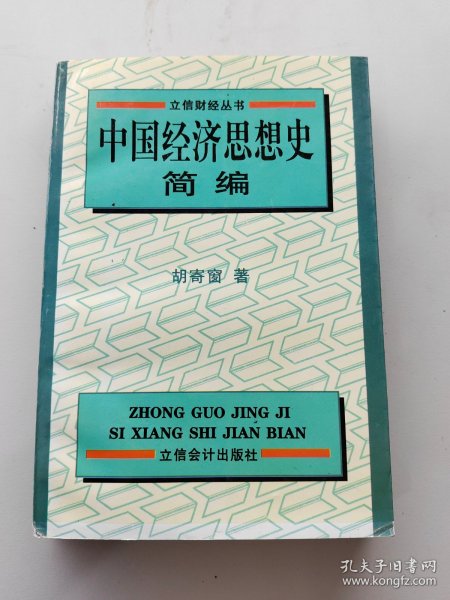 立信财经丛书
中国经济思想史
简编
胡寄窗 著
ZHONG GUO JING JI
SI XIANG SHI JIAN BIAN
立信会计出版社
孔夫子旧书网
www.kongfz.com